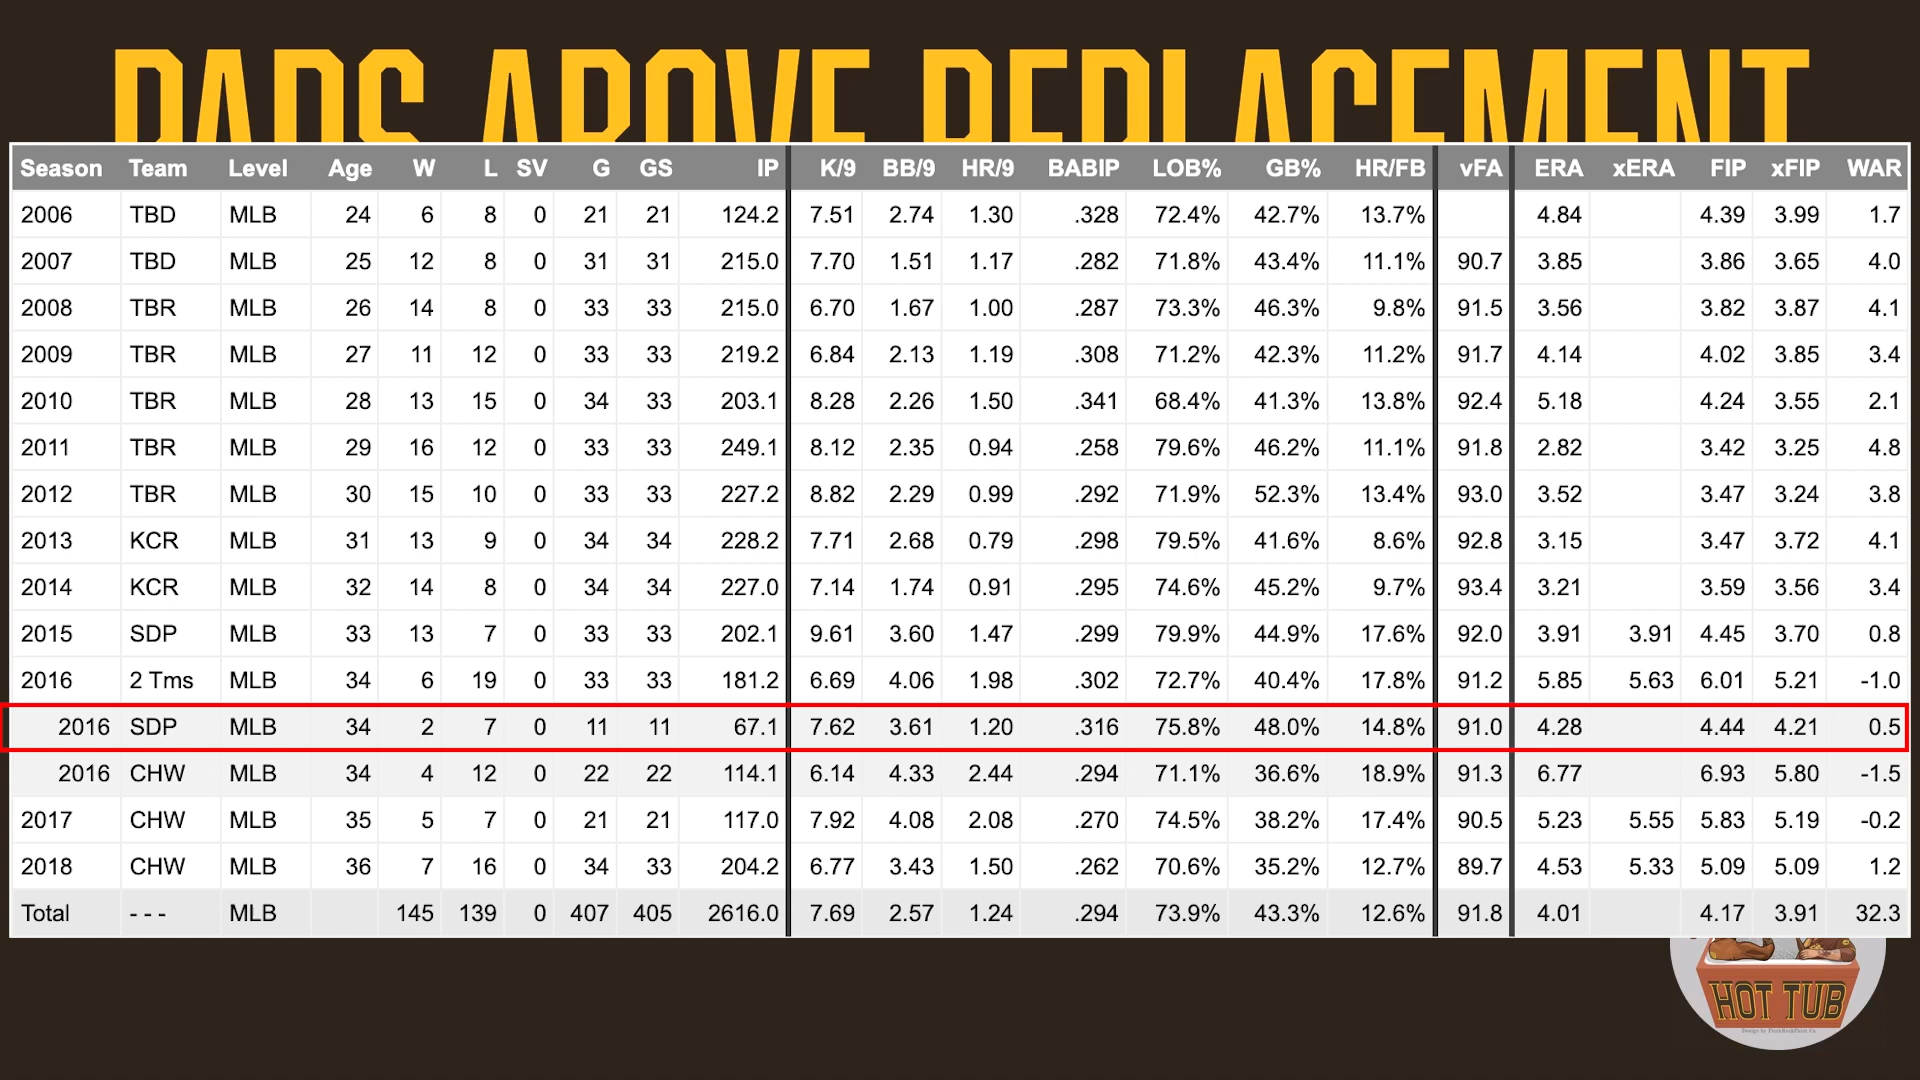 PADS ABOVE REPLACEMENT
Season Team Level Age W L SV G GS IP K/9 BB/9 HR/9 BABIP LOB% GB% HR/FB vFA ERA xERA FIP xFIP WAR
2006 TBD MLB 24 6 8 0 21 21 124.2 7.51 2.74 1.30 .328 72.4% 42.7% 13.7% 4.84 4.39 3.99 1.7
2007 TBD MLB 25 12 8 0 31 31 215.0 7.70 1.51 1.17 .282 71.8% 43.4% 11.1% 90.7 3.85 3.86 3.65 4.0
2008 TBR MLB 26 14 8 0 33 33 215.0 6.70 1.67 1.00 .287 73.3% 46.3% 9.8% 91.5 3.56 3.82 3.87 4.1
2009 TBR MLB 27 11 12 0 33 33 219.2 6.84 2.13 1.19 .308 71.2% 42.3% 11.2% 91.7 4.14 4.02 3.85 3.4
2010 TBR MLB 28 13 15 0 34 33 203.1 8.28 2.26 1.50 .341 68.4% 41.3% 13.8% 92.4 5.18 4.24 3.55 2.1
2011 TBR MLB 29 16 12 0 33 33 249.1 8.12 2.35 0.94 .258 79.6% 46.2% 11.1% 91.8 2.82 3.42 3.25 4.8
2012 TBR MLB 30 15 10 0 33 33 227.2 8.82 2.29 0.99 .292 71.9% 52.3% 13.4% 93.0 3.52 3.47 3.24 3.8
2013 KCR MLB 31 13 9 0 34 34 228.2 7.71 2.68 0.79 .298 79.5% 41.6% 8.6% 92.8 3.15 3.47 3.72 4.1
2014 KCR MLB 32 14 8 0 34 34 227.0 7.14 1.74 0.91 .295 74.6% 45.2% 9.7% 93.4 3.21 3.59 3.56 3.4
2015 SDP MLB 33 13 7 0 33 33 202.1 9.61 3.60 1.47 .299 79.9% 44.9% 17.6% 92.0 3.91 3.91 4.45 3.70 0.8
2016 2 Tms MLB 34 6 19 0 33 33 181.2 6.69 4.06 1.98 .302 72.7% 40.4% 17.8% 91.2 5.85 5.63 6.01 5.21 -1.0
2016 SDP MLB 34 2 7 0 11 11 67.1 7.62 3.61 1.20 .316 75.8% 48.0% 14.8% 91.0 4.28 4.44 4.21 0.5
2016 CHW MLB 34 4 12 0 22 22 114.1 6.14 4.33 2.44 .294 71.1% 36.6% 18.9% 91.3 6.77 6.93 5.80 -1.5
2017 CHW MLB 35 5 7 0 21 21 117.0 7.92 4.08 2.08 .270 74.5% 38.2% 17.4% 90.5 5.23 5.55 5.83 5.19 -0.2
2018 CHW MLB 36 7 16 0 34 33 204.2 6.77 3.43 1.50 .262 70.6% 35.2% 12.7% 89.7 4.53 5.33 5.09 5.09 1.2
Total - - - MLB 145 139 0 407 405 2616.0 7.69 2.57 1.24 .294 73.9% 43.3% 12.6% 91.8 4.01 4.17 3.91 32.3
HOT TUB